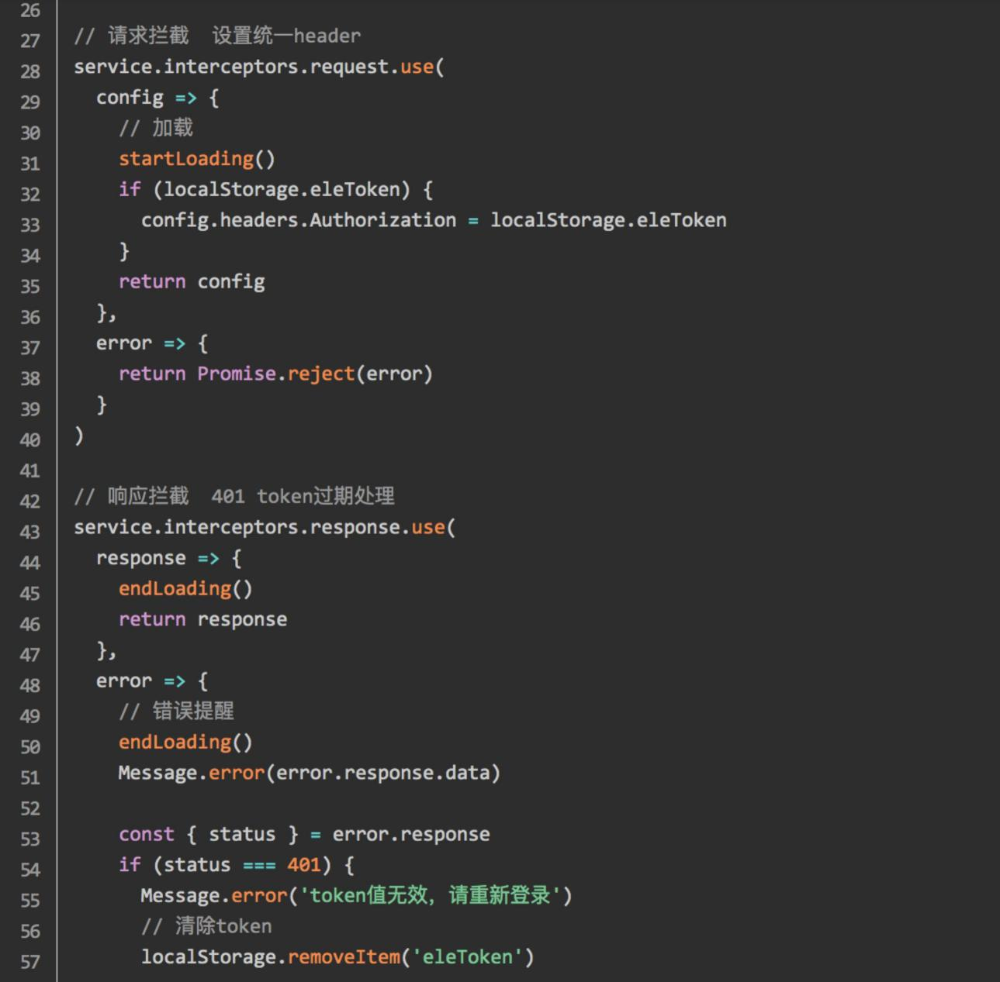 26
27 // 请求拦截  设置统一header
28 service.interceptors.request.use(
29   config => {
30     // 加载
31     startLoading()
32     if (localStorage.eleToken) {
33       config.headers.Authorization = localStorage.eleToken
34     }
35     return config
36   },
37   error => {
38     return Promise.reject(error)
39   }
40 )
41
42 // 响应拦截  401 token过期处理
43 service.interceptors.response.use(
44   response => {
45     endLoading()
46     return response
47   },
48   error => {
49     // 错误提醒
50     endLoading()
51     Message.error(error.response.data)
52
53     const { status } = error.response
54     if (status === 401) {
55       Message.error('token值无效，请重新登录')
56       // 清除token
57       localStorage.removeItem('eleToken')